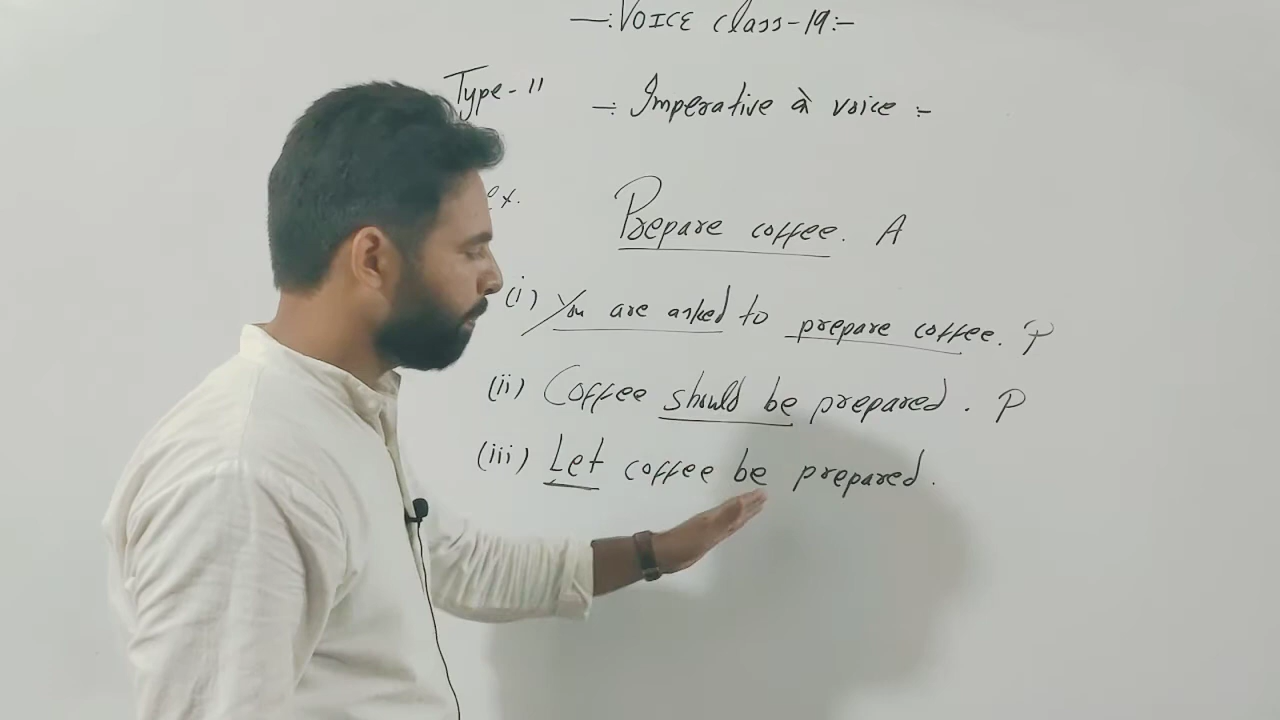 —:VOICE Class-19:—
Type-11 —: Imperative à voice :-
ex. Prepare coffee. A
(i) You are asked to prepare coffee. P
(ii) Coffee should be prepared. P
(iii) Let coffee be prepared.